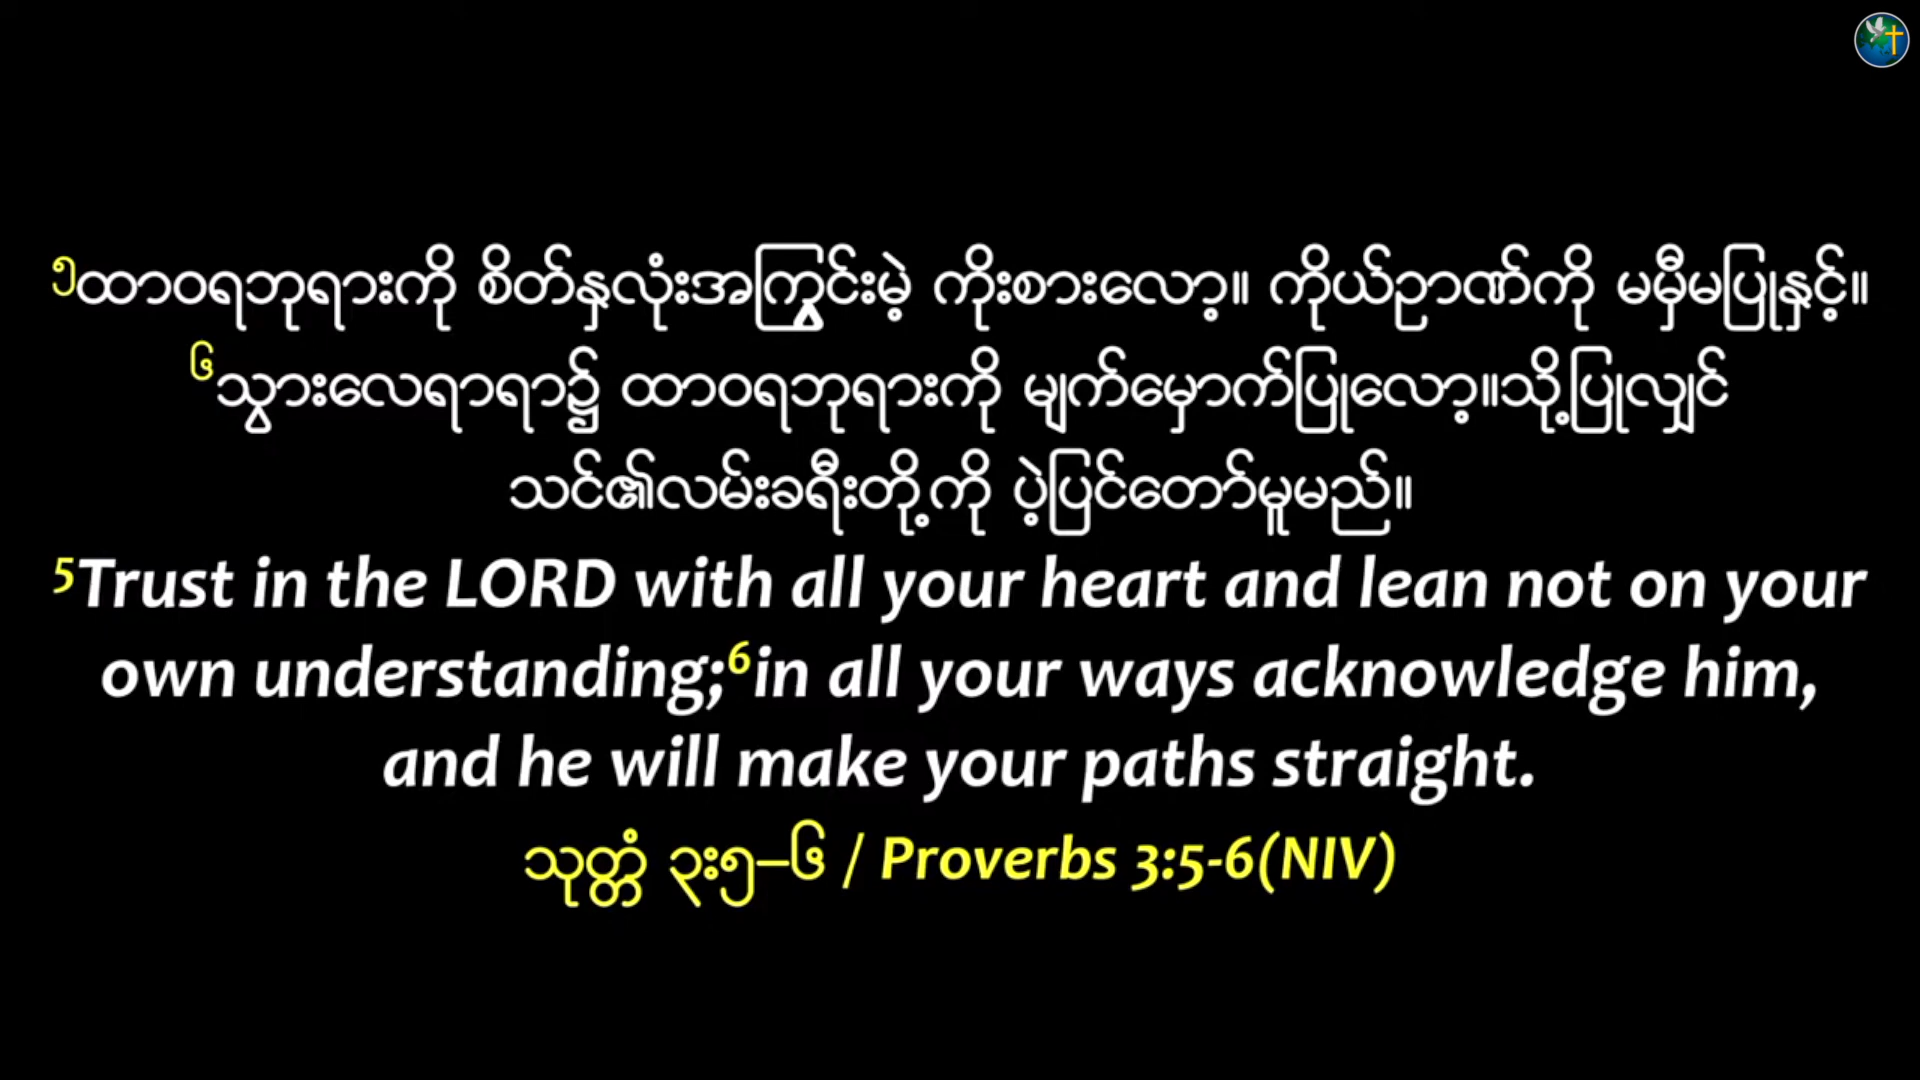 ၅ထာဝရဘုရားကို စိတ်နှလုံးအကြွင်းမဲ့ ကိုးစားလော့။ ကိုယ်ဉာဏ်ကို မမှီမပြုနှင့်။
၆သွားလေရာရာ၌ ထာဝရဘုရားကို မျက်မှောက်ပြုလော့။သို့ပြုလျှင်
သင်၏လမ်းခရီးတို့ကို ပဲ့ပြင်တော်မူမည်။
5Trust in the LORD with all your heart and lean not on your
own understanding;6in all your ways acknowledge him,
and he will make your paths straight.
သုတ္တံ ၃း၅–၆ / Proverbs 3:5-6(NIV)